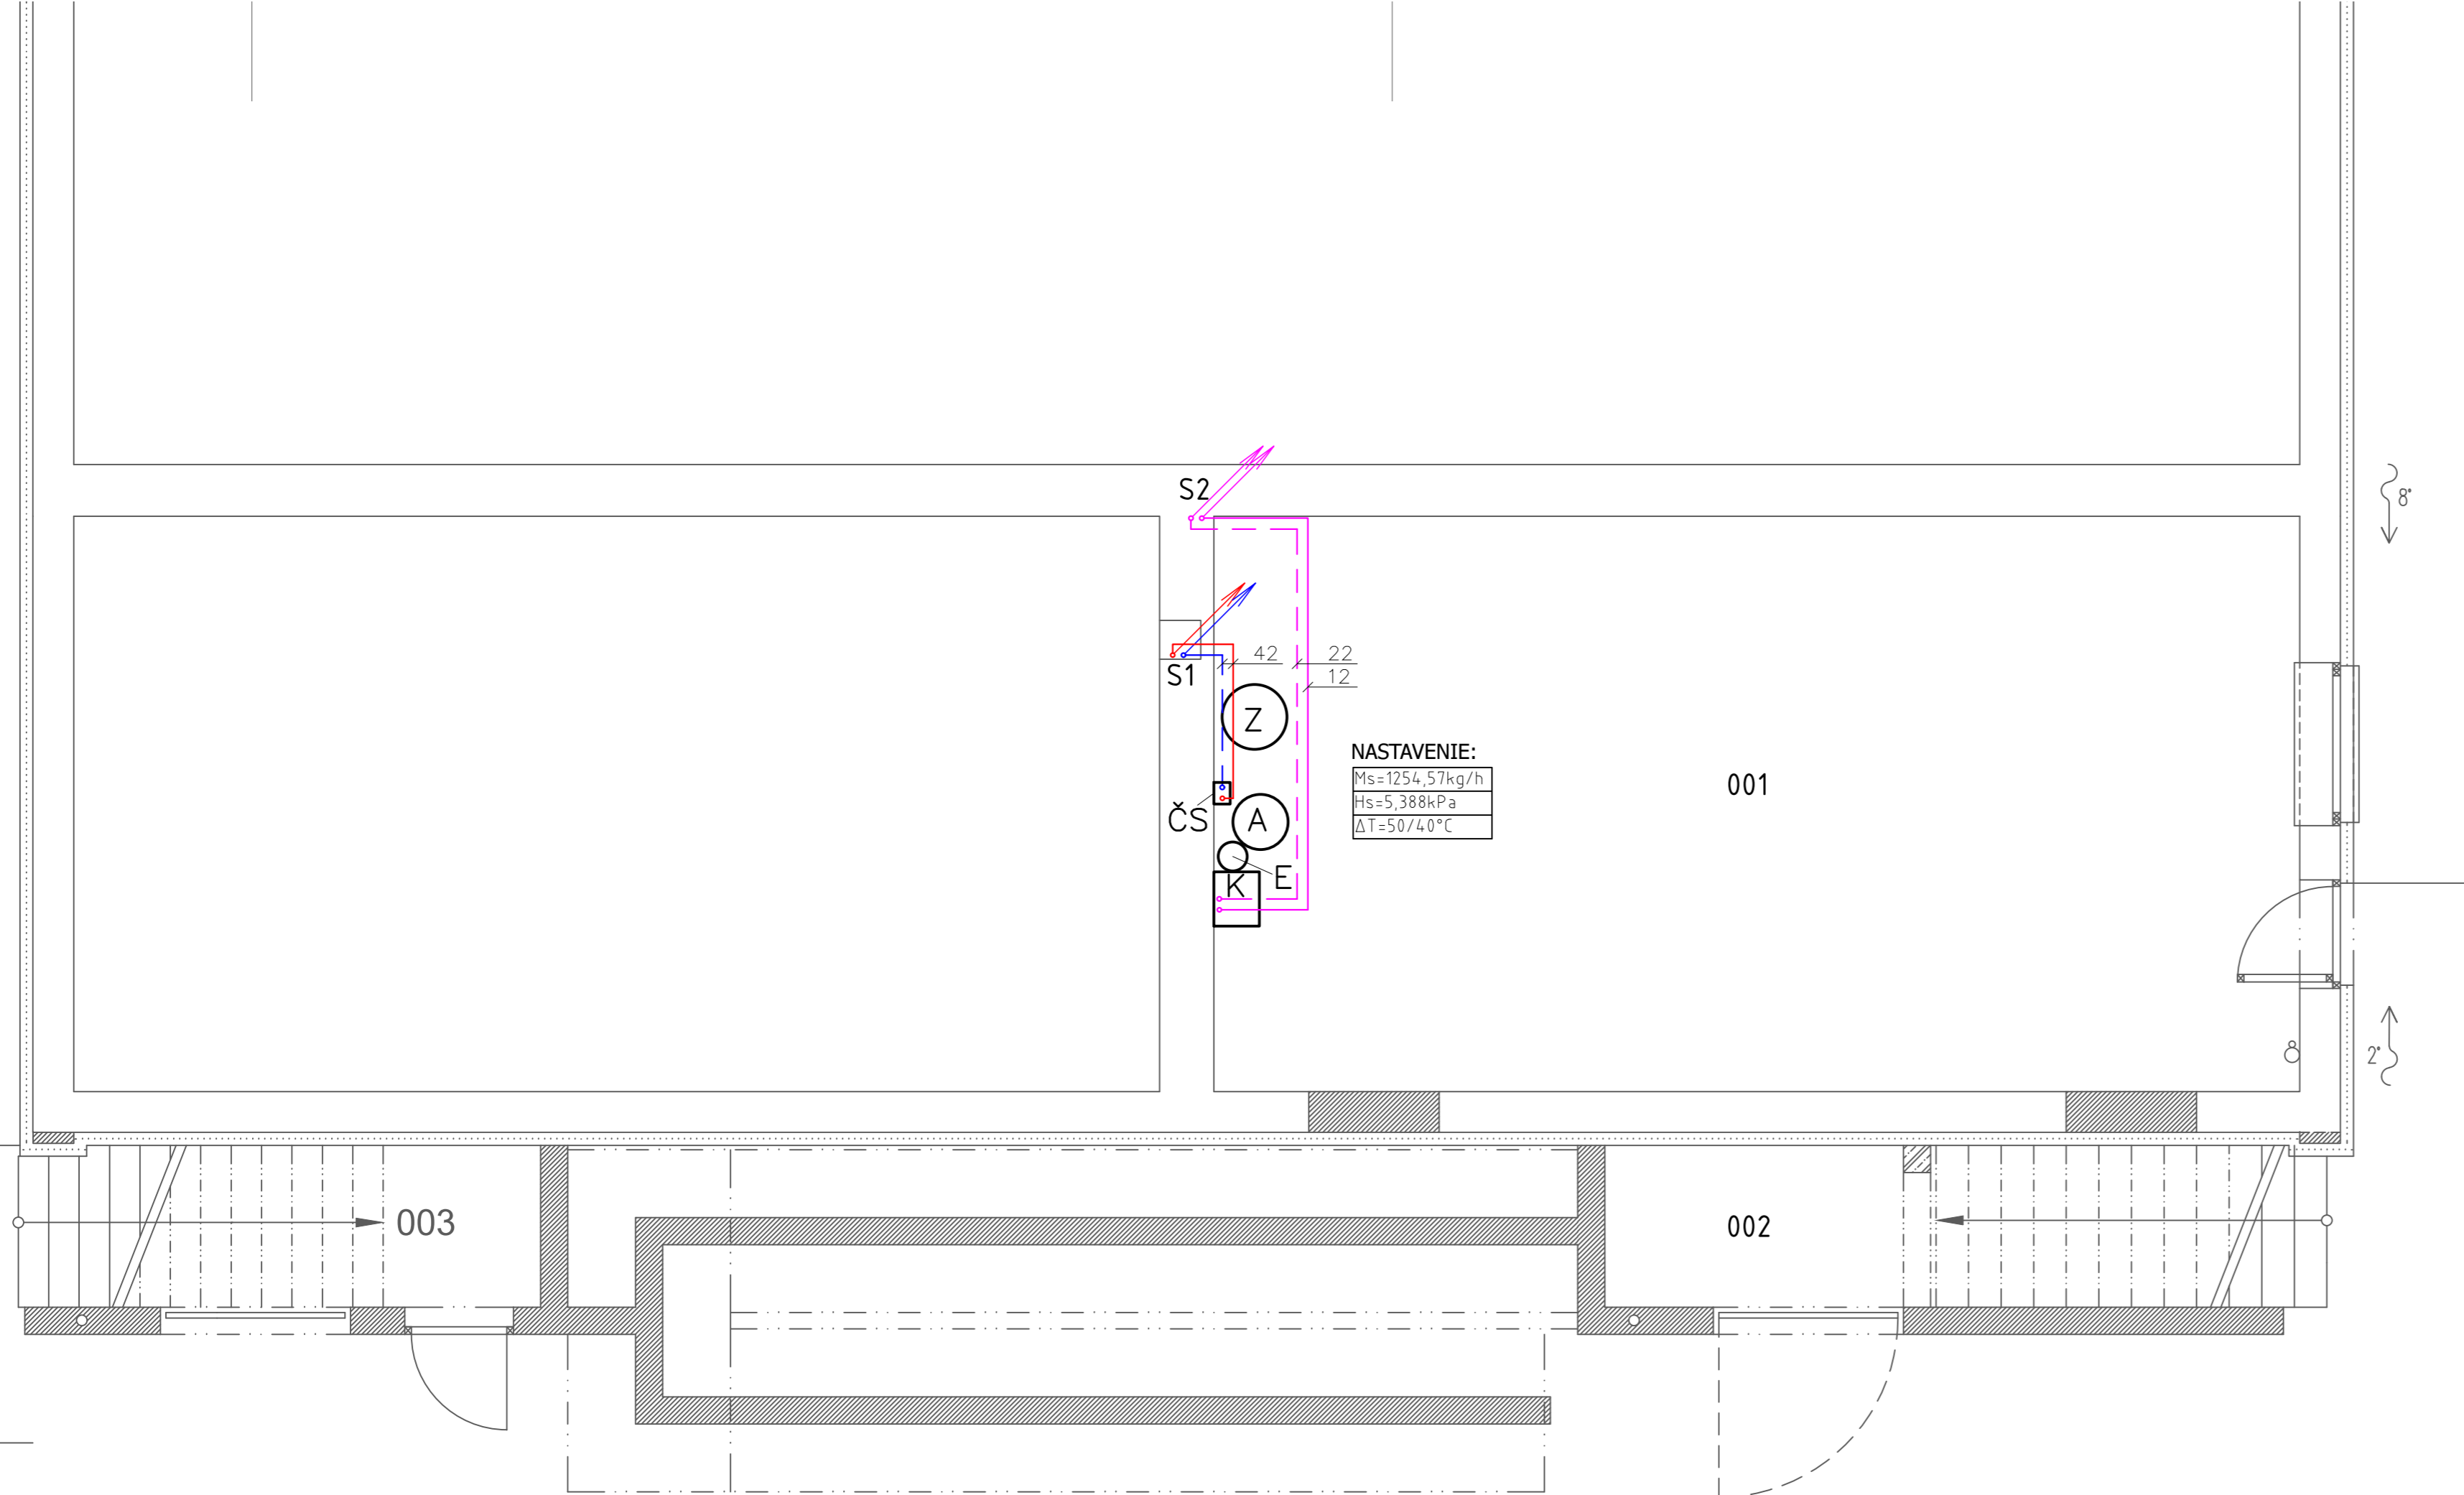 S2
8°
S1
42
22
12
Z
NASTAVENIE:
Ms=1254,57kg/h
Hs=5,388kPa
ΔT=50/40°C
001
ČS
A
E
K
2°
003
002